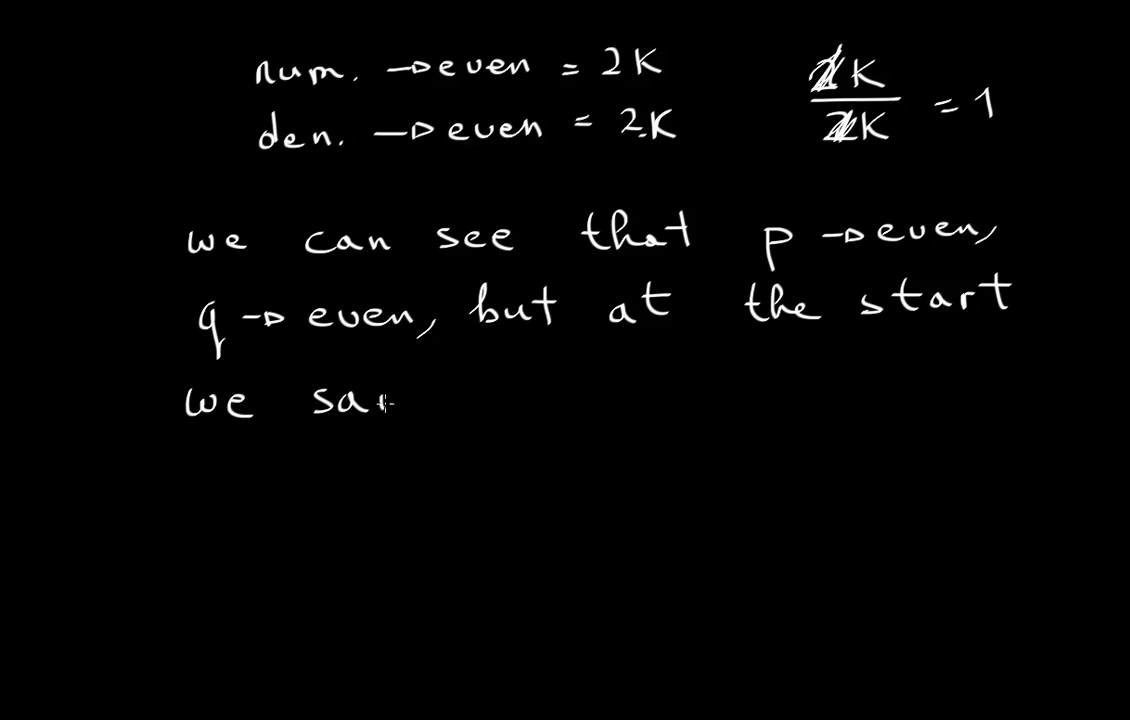 num. → even = 2K
den. → even = 2K
2K/2K = 1
we can see that p → even,
q → even, but at the start
we sa